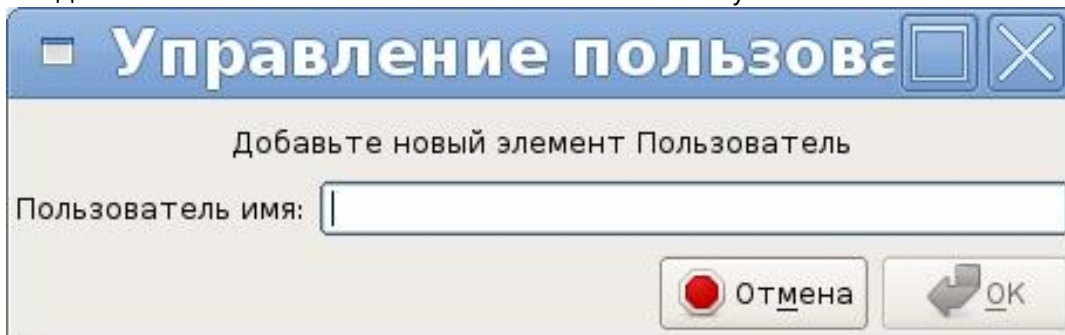 Управление пользова
Добавьте новый элемент Пользователь
Пользователь имя:
Отмена
OK